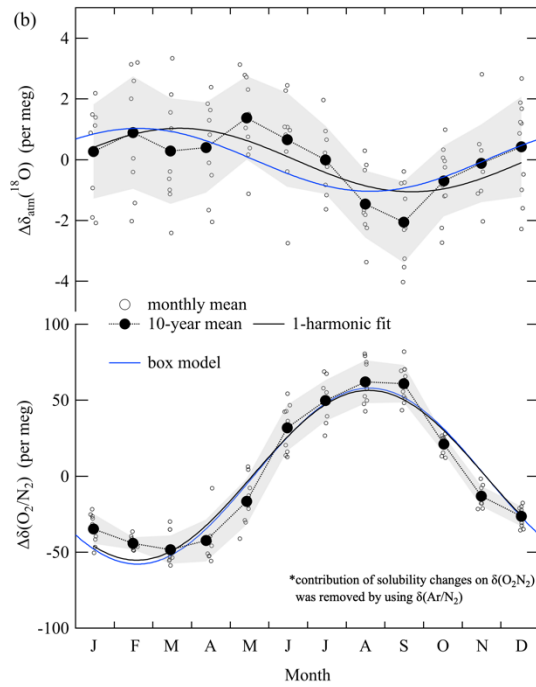 (b)
4
2
0
-2
-4
Δδatm(18O) (per meg)
monthly mean
10-year mean
1-harmonic fit
box model
100
50
0
-50
-100
Δδ(O2/N2) (per meg)
*contribution of solubility changes on δ(O2N2)
was removed by using δ(Ar/N2)
J F M A M J J A S O N D
Month